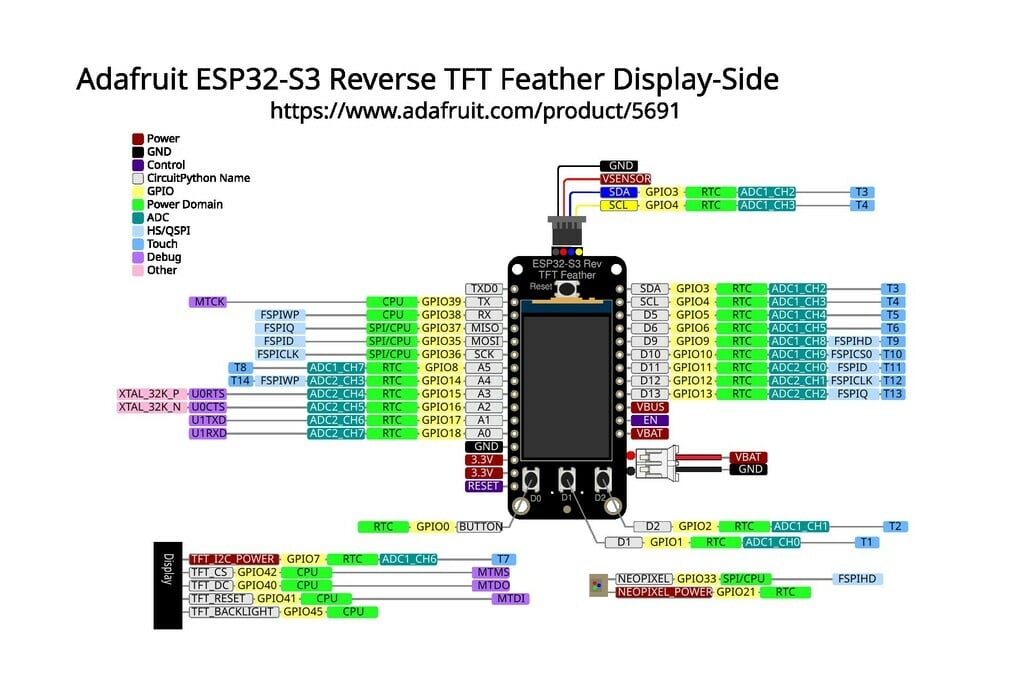 Adafruit ESP32-S3 Reverse TFT Feather Display-Side
https://www.adafruit.com/product/5691
Power
GND
Control
CircuitPython Name
GPIO
Power Domain
ADC
HS/QSPI
Touch
Debug
Other
GND
VSENSOR
SDA GPIO3 RTC ADC1_CH2 T3
SCL GPIO4 RTC ADC1_CH3 T4
ESP32-S3 Rev
TFT Feather
Reset
TXD0
MTCK CPU GPIO39 TX
FSPIWP CPU GPIO38 RX
FSPIQ SPI/CPU GPIO37 MISO
FSPID SPI/CPU GPIO35 MOSI
FSPICLK SPI/CPU GPIO36 SCK
T8 ADC1_CH7 RTC GPIO8 A5
T14 FSPIWP ADC2_CH3 RTC GPIO14 A4
XTAL_32K_P U0RTS ADC2_CH4 RTC GPIO15 A3
XTAL_32K_N U0CTS ADC2_CH5 RTC GPIO16 A2
U1TXD ADC2_CH6 RTC GPIO17 A1
U1RXD ADC2_CH7 RTC GPIO18 A0
GND
3.3V
3.3V
RESET
SDA GPIO3 RTC ADC1_CH2 T3
SCL GPIO4 RTC ADC1_CH3 T4
D5 GPIO5 RTC ADC1_CH4 T5
D6 GPIO6 RTC ADC1_CH5 T6
D9 GPIO9 RTC ADC1_CH8 FSPIHD T9
D10 GPIO10 RTC ADC1_CH9 FSPICS0 T10
D11 GPIO11 RTC ADC2_CH0 FSPID T11
D12 GPIO12 RTC ADC2_CH1 FSPICLK T12
D13 GPIO13 RTC ADC2_CH2 FSPIQ T13
VBUS
EN
VBAT
VBAT
GND
D0 D1 D2
RTC GPIO0 BUTTON
D2 GPIO2 RTC ADC1_CH1 T2
D1 GPIO1 RTC ADC1_CH0 T1
Display
TFT_I2C_POWER GPIO7 RTC ADC1_CH6 T7
TFT_CS GPIO42 CPU MTMS
TFT_DC GPIO40 CPU MTDO
TFT_RESET GPIO41 CPU MTDI
TFT_BACKLIGHT GPIO45 CPU
NEOPIXEL GPIO33 SPI/CPU FSPIHD
NEOPIXEL_POWER GPIO21 RTC